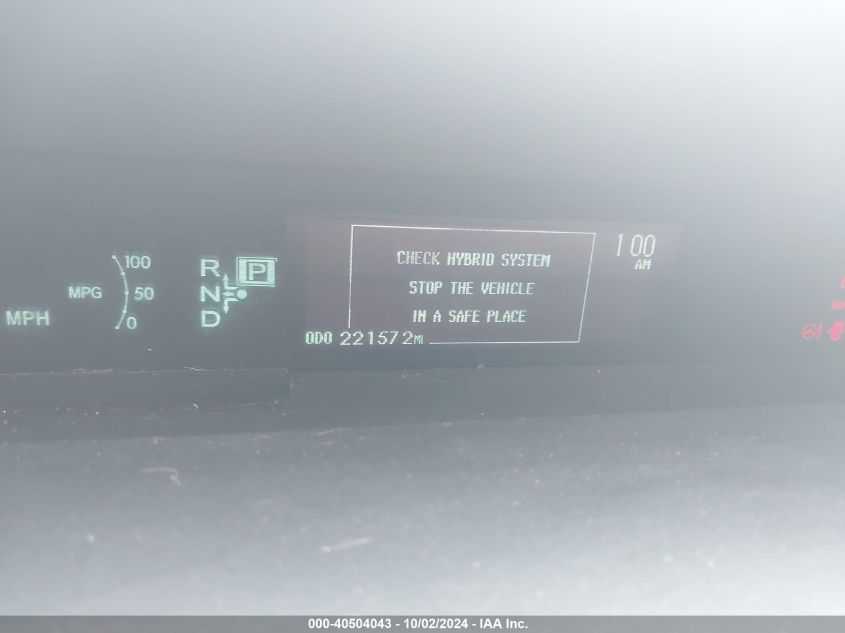 100
MPG 50
0
MPH
R P
N
D
CHECK HYBRID SYSTEM
STOP THE VEHICLE
IN A SAFE PLACE
ODO 221572MI
1 00
AM
000-40504043 - 10/02/2024 - IAA Inc.